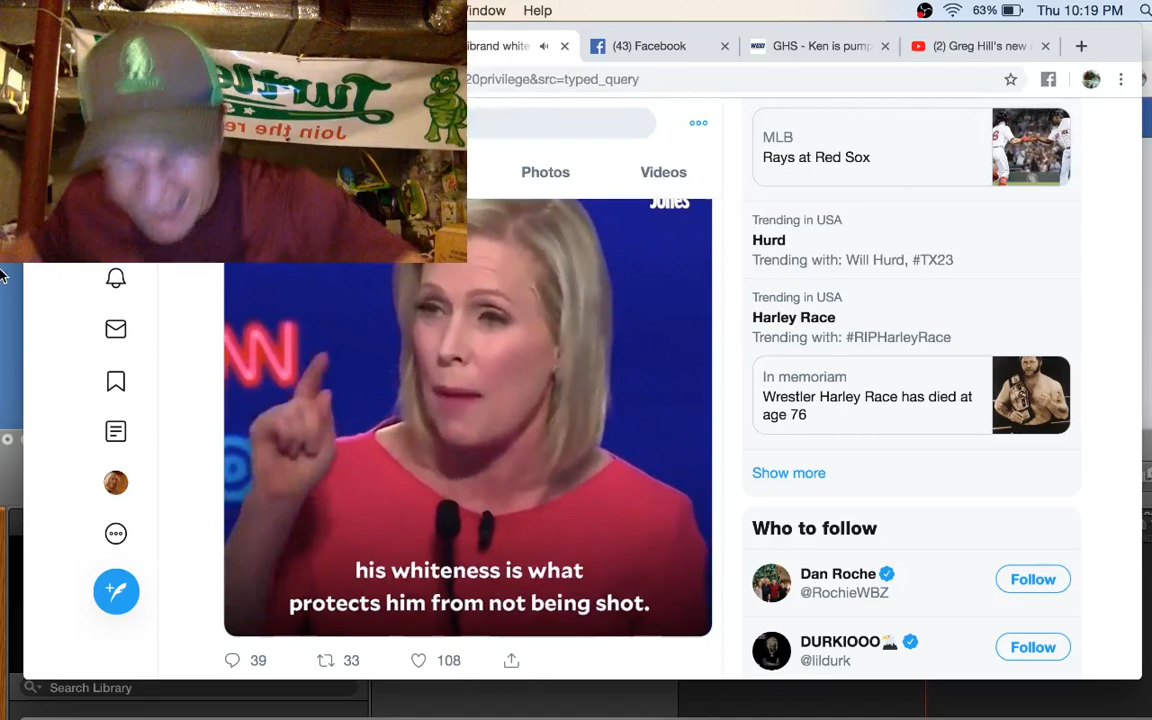 indow Help
63% Thu 10:19 PM
ibrand white
(43) Facebook
GHS - Ken is pump
(2) Greg Hill's new
20privilege&src=typed_query
Turtle
Join the re
Photos Videos
MLB
Rays at Red Sox
Trending in USA
Hurd
Trending with: Will Hurd, #TX23
Trending in USA
Harley Race
Trending with: #RIPHarleyRace
In memoriam
Wrestler Harley Race has died at
age 76
Show more
Who to follow
Dan Roche
@RochieWBZ
Follow
DURKIOOO
@lildurk
Follow
Jones
his whiteness is what
protects him from not being shot.
39 33 108
Search Library